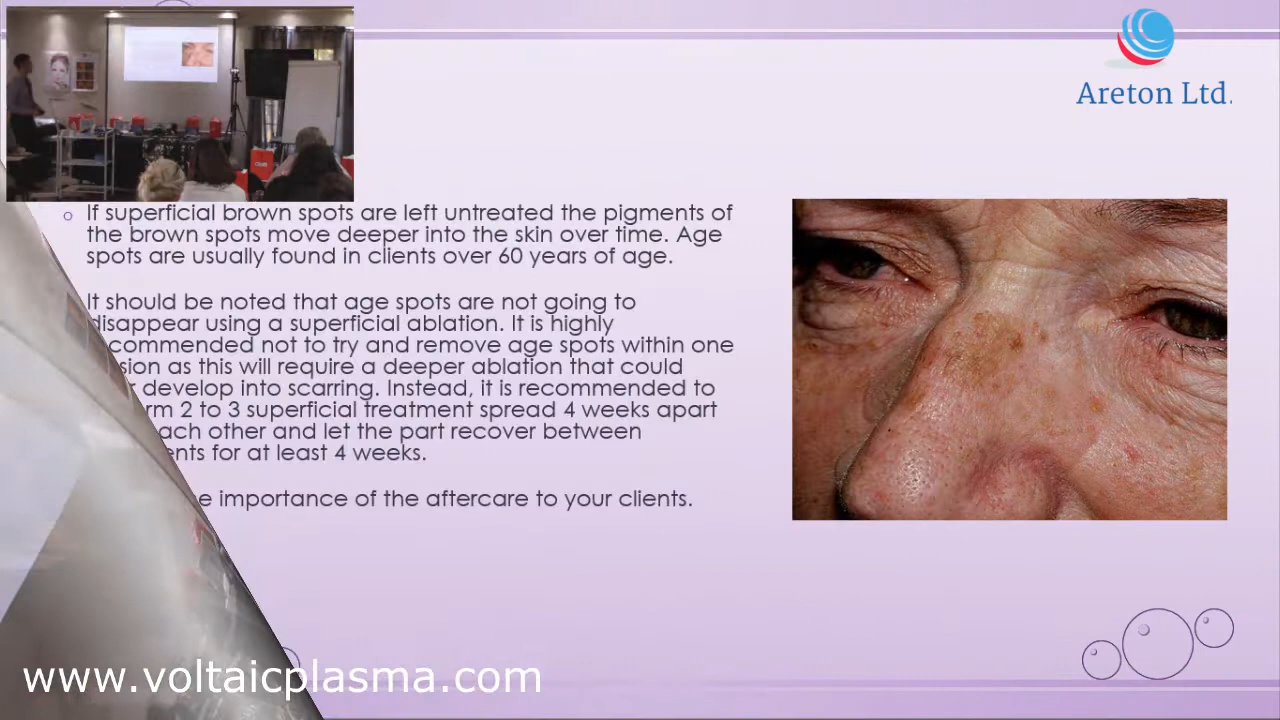 Areton Ltd.
If superficial brown spots are left untreated the pigments of
the brown spots move deeper into the skin over time. Age
spots are usually found in clients over 60 years of age.
It should be noted that age spots are not going to
disappear using a superficial ablation. It is highly
commended not to try and remove age spots within one
sion as this will require a deeper ablation that could
develop into scarring. Instead, it is recommended to
rm 2 to 3 superficial treatment spread 4 weeks apart
ach other and let the part recover between
ents for at least 4 weeks.
e importance of the aftercare to your clients.
www.voltaicplasma.com